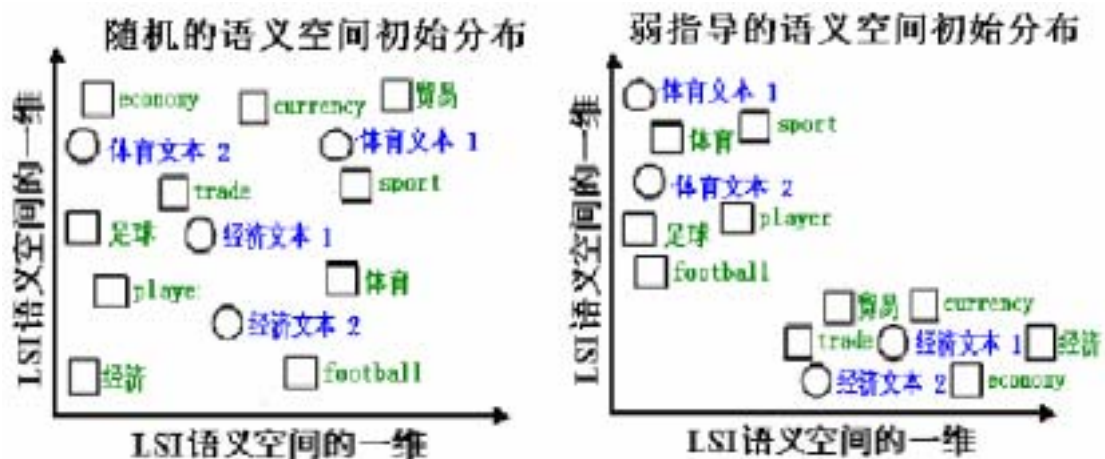 随机的语义空间初始分布
LSI语义空间的一维
economy
currency
贸易
体育文本 2
体育文本 1
trade
sport
足球
经济文本 1
player
体育
经济文本 2
经济
football
LSI语义空间的一维
弱指导的语义空间初始分布
LSI语义空间的一维
体育文本 1
体育
sport
体育文本 2
足球
player
football
贸易
currency
trade
经济文本 1
经济
经济文本 2
economy
LSI语义空间的一维